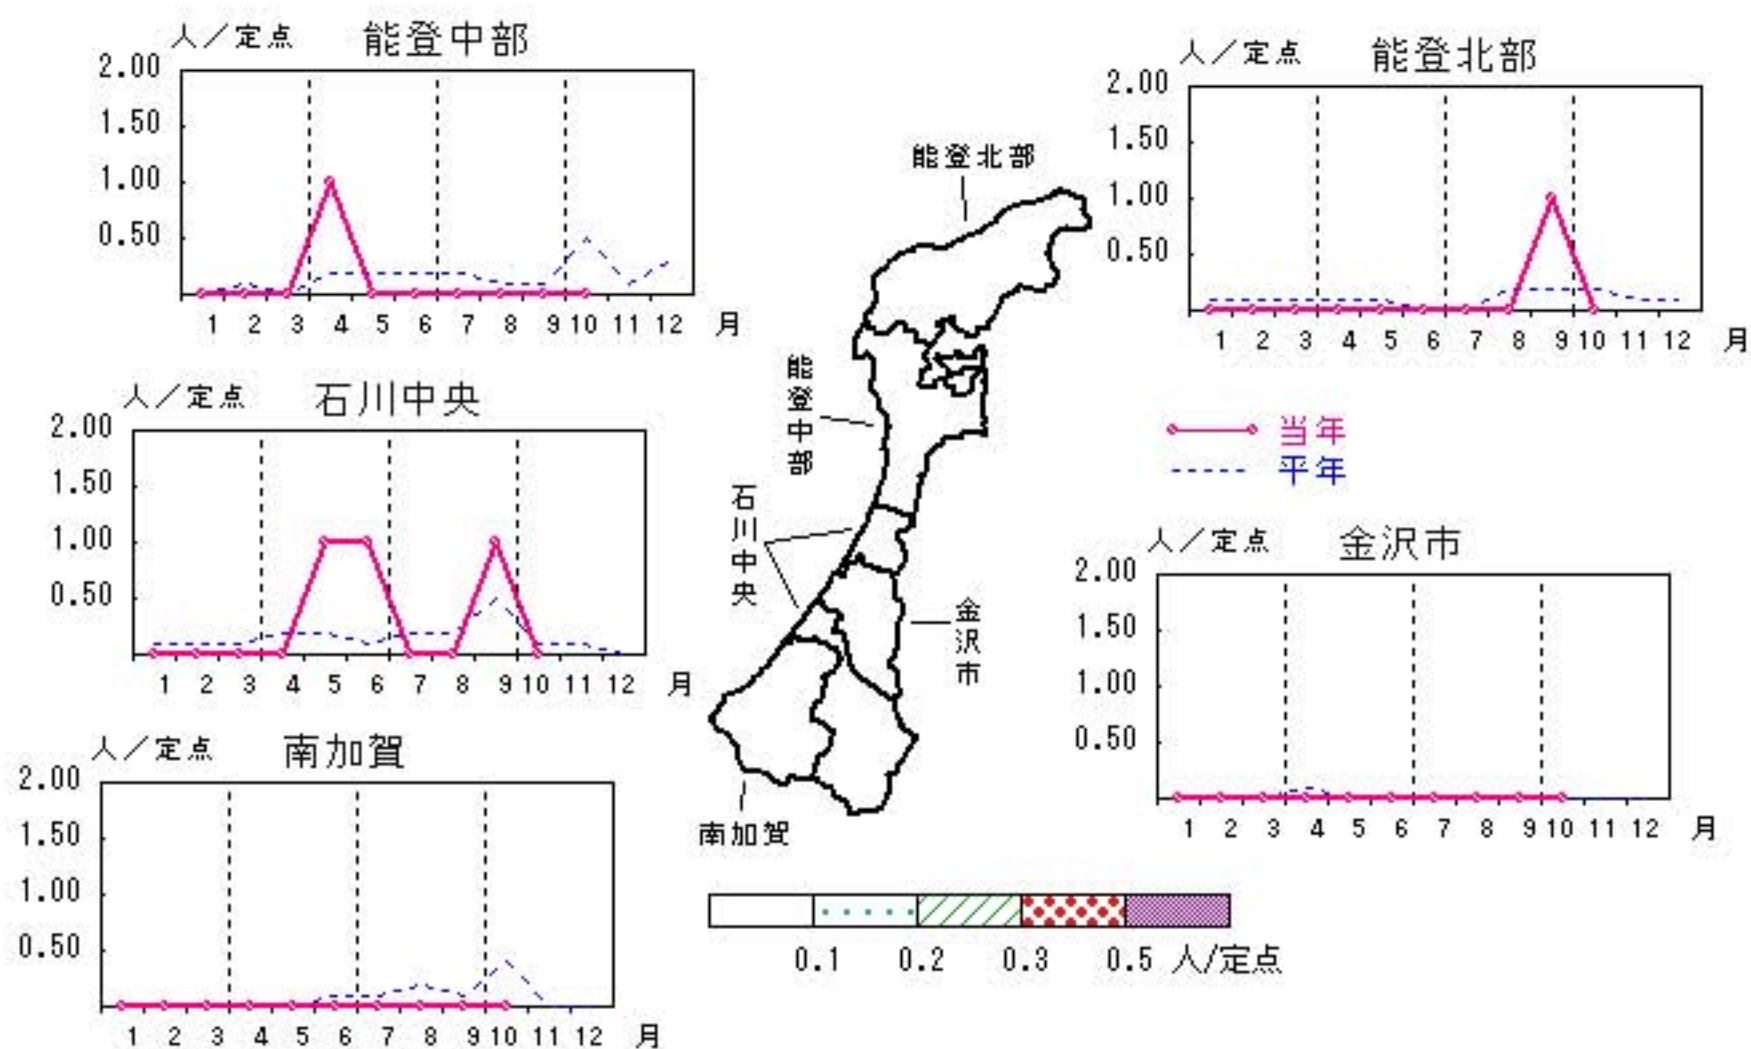 人／定点 能登中部
2.00
1.50
1.00
0.50
1 2 3 4 5 6 7 8 9 10 11 12 月
人／定点 能登北部
2.00
1.50
1.00
0.50
1 2 3 4 5 6 7 8 9 10 11 12 月
人／定点 石川中央
2.00
1.50
1.00
0.50
1 2 3 4 5 6 7 8 9 10 11 12 月
能登北部
能登中部
石川中央
金沢市
南加賀
当年
平年
人／定点 金沢市
2.00
1.50
1.00
0.50
1 2 3 4 5 6 7 8 9 10 11 12 月
人／定点 南加賀
2.00
1.50
1.00
0.50
1 2 3 4 5 6 7 8 9 10 11 12 月
0.1 0.2 0.3 0.5 人/定点